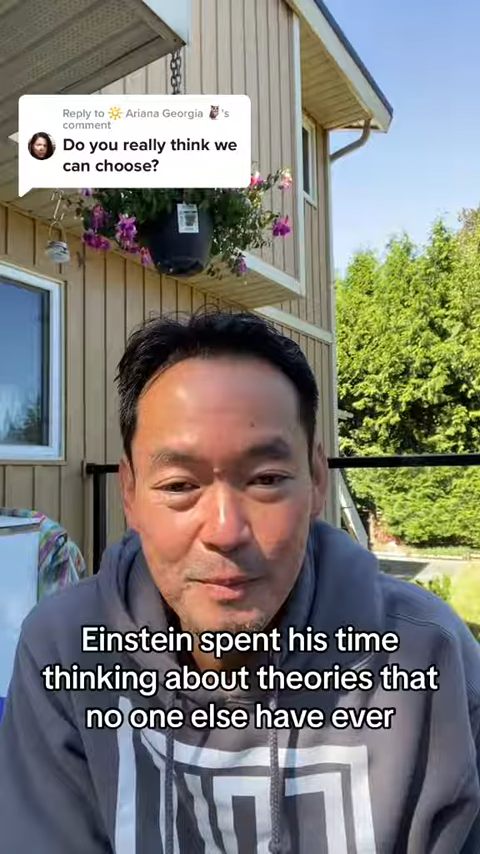 Reply to 🔆 Ariana Georgia 🦉's
comment
Do you really think we
can choose?
Einstein spent his time
thinking about theories that
no one else have ever